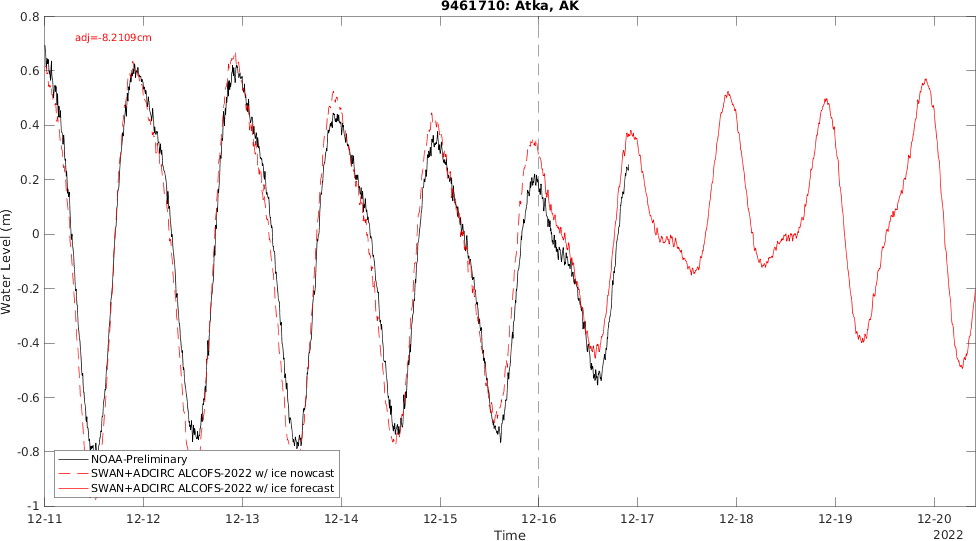 9461710: Atka, AK
adj=-8.2109cm
0.8
0.6
0.4
0.2
0
-0.2
-0.4
-0.6
-0.8
-1
Water Level (m)
NOAA-Preliminary
SWAN+ADCIRC ALCOFS-2022 w/ ice nowcast
SWAN+ADCIRC ALCOFS-2022 w/ ice forecast
12-11 12-12 12-13 12-14 12-15 12-16 12-17 12-18 12-19 12-20
Time 2022